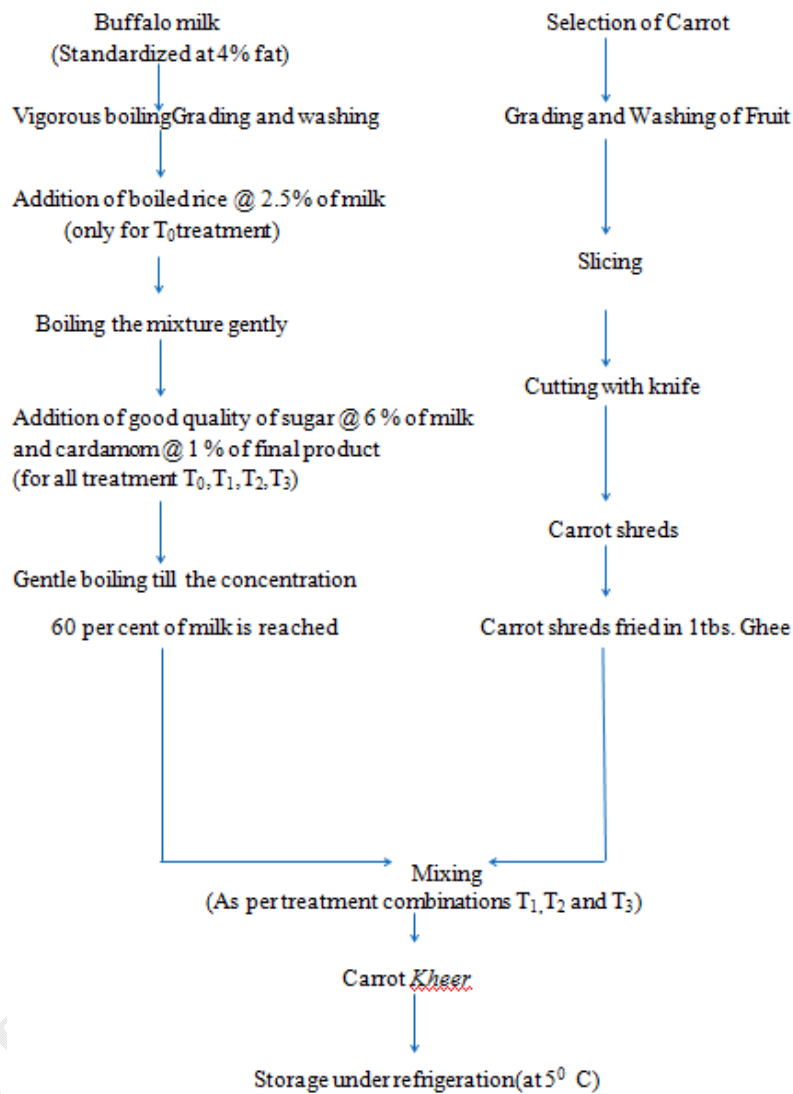 Buffalo milk
(Standardized at 4% fat)
Vigorous boilingGrading and washing
Addition of boiled rice @ 2.5% of milk
(only for T₀ treatment)
Boiling the mixture gently
Addition of good quality of sugar @ 6 % of milk
and cardamom @ 1 % of final product
(for all treatment T₀,T₁,T₂,T₃)
Gentle boiling till the concentration
60 per cent of milk is reached
Selection of Carrot
Grading and Washing of Fruit
Slicing
Cutting with knife
Carrot shreds
Carrot shreds fried in 1tbs. Ghee
Mixing
(As per treatment combinations T₁,T₂ and T₃)
Carrot Kheer
Storage under refrigeration(at 5⁰ C)